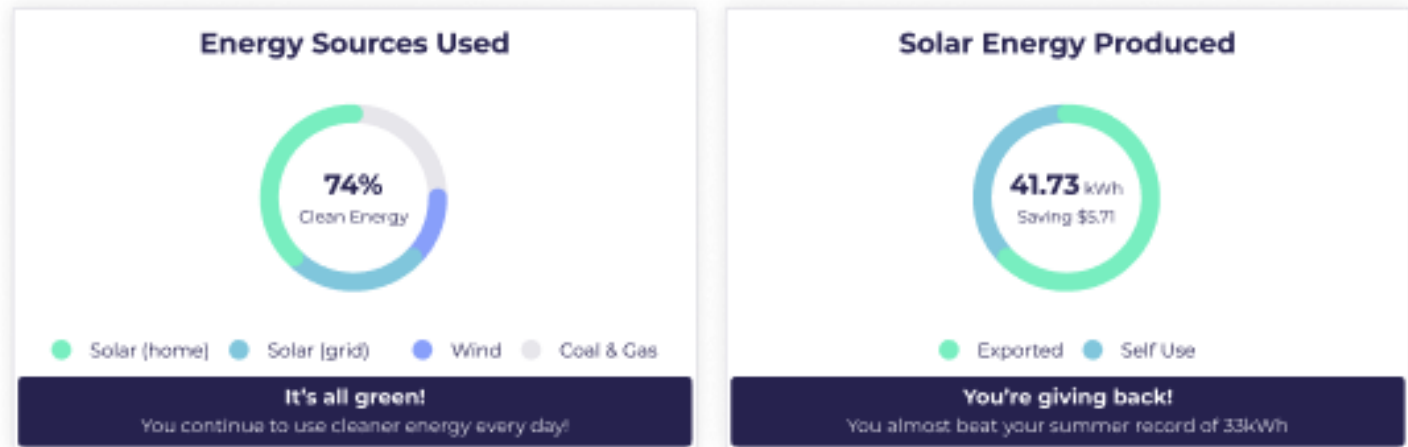 Energy Sources Used
74%
Clean Energy
Solar (home) Solar (grid) Wind Coal & Gas
It's all green!
You continue to use cleaner energy every day!
Solar Energy Produced
41.73 kWh
Saving $5.71
Exported Self Use
You're giving back!
You almost beat your summer record of 33kWh